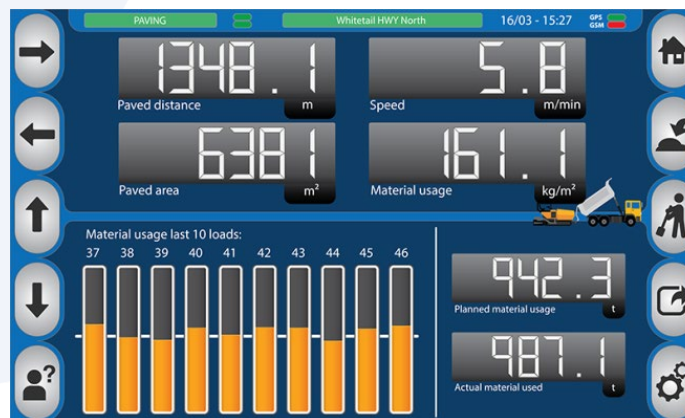 PAVING
Whitetail HWY North
16/03 - 15:27
GPS
GSM
1348.1
Paved distance
m
5.8
Speed
m/min
6381
Paved area
m²
161.1
Material usage
kg/m²
Material usage last 10 loads:
37 38 39 40 41 42 43 44 45 46
942.3
Planned material usage
t
987.1
Actual material used
t
?